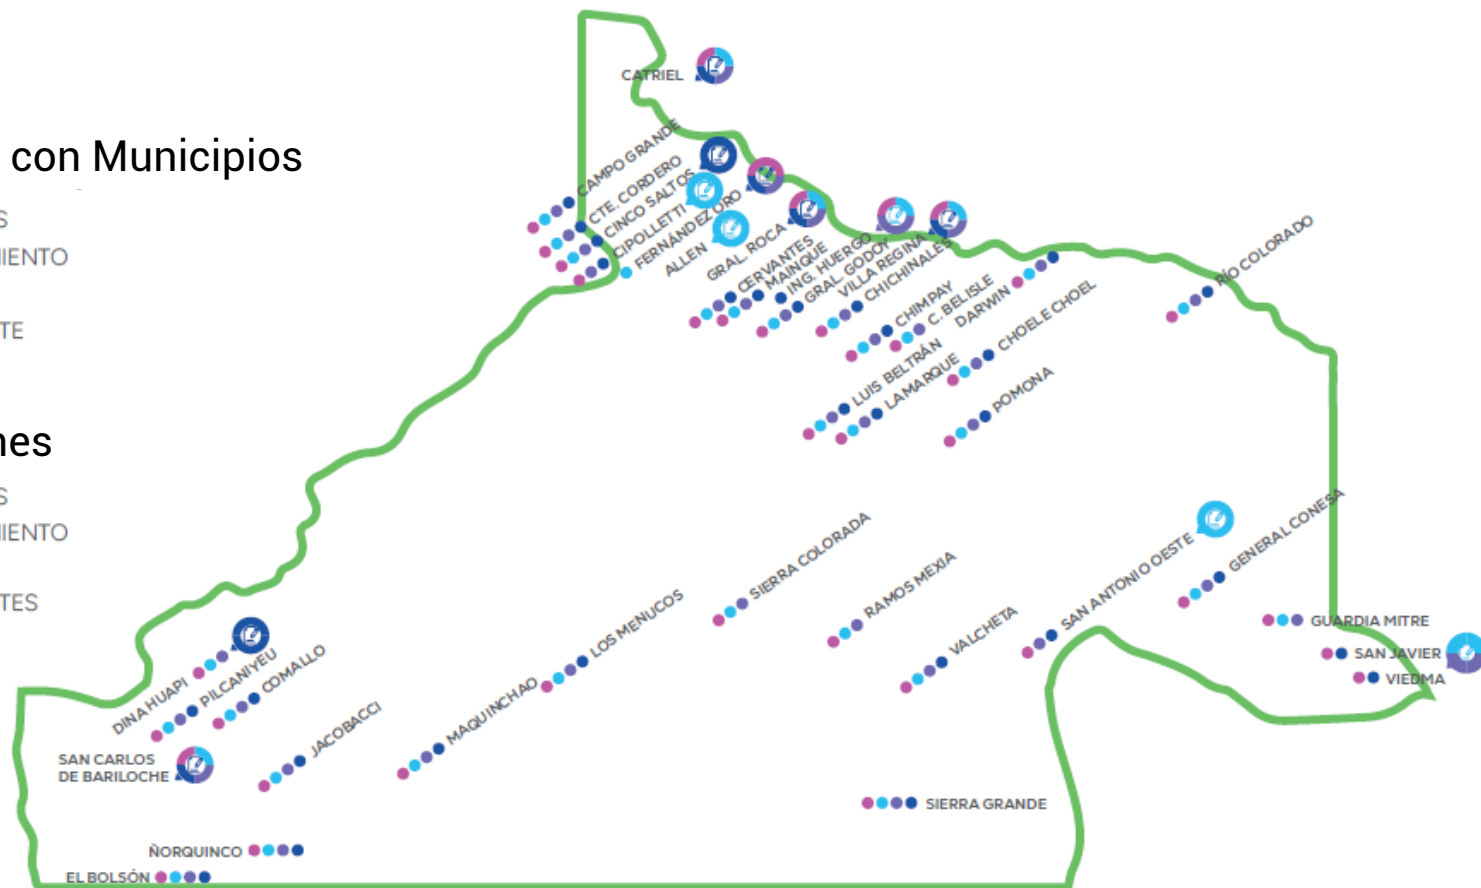 con Municipios
S
IENTO
TE
nes
S
IENTO
TES
CATRIEL
CAMPO GRANDE
CTE. CORDERO
CINCO SALTOS
CIPOLLETTI
FERNÁNDEZ ORO
ALLEN
GRAL. ROCA
CERVANTES
MAINQUE
ING. HUERGO
GRAL. GODOY
VILLA REGINA
CHICHINALES
CHIMPAY
C. BELISLE
DARWIN
CHOELE CHOEL
RÍO COLORADO
LUIS BELTRÁN
LAMARQUE
POMONA
SIERRA COLORADA
RAMOS MEXIA
VALCHETA
SAN ANTONIO OESTE
GENERAL CONESA
GUARDIA MITRE
SAN JAVIER
VIEDMA
LOS MENUCOS
MAQUINCHAO
JACOBACCI
COMALLO
PILCANIYEU
DINA HUAPI
SAN CARLOS
DE BARILOCHE
SIERRA GRANDE
ÑORQUINCO
EL BOLSÓN